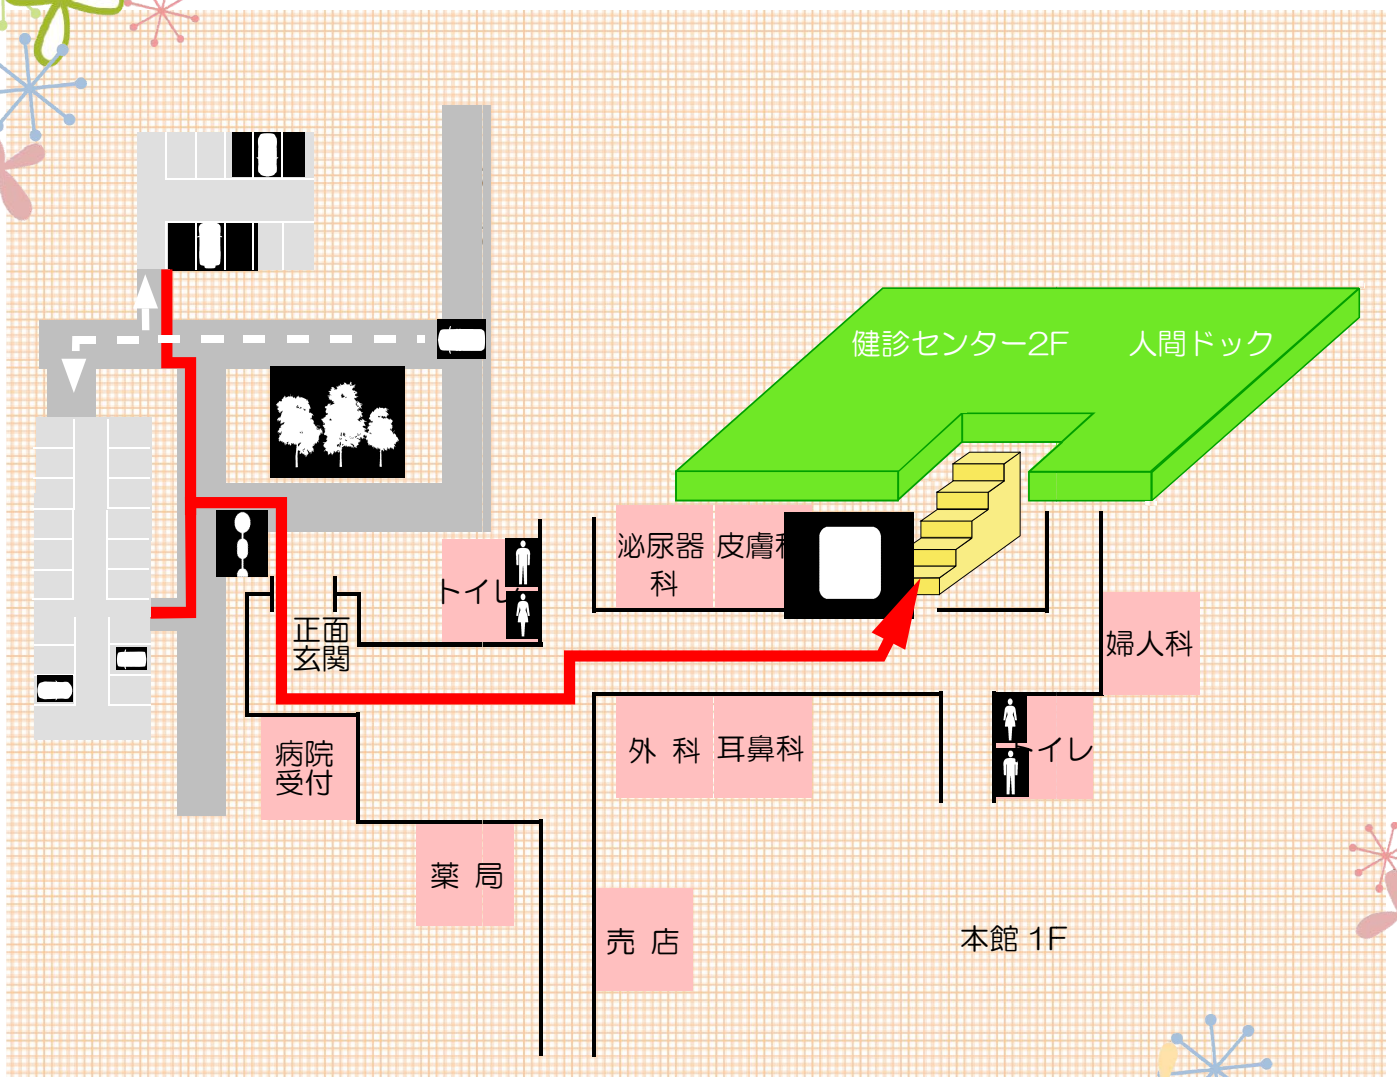 健診センター2F 人間ドック
泌尿器
科
皮膚科
トイレ
正面
玄関
婦人科
外 科
耳鼻科
トイレ
病院
受付
薬 局
売 店
本館 1F